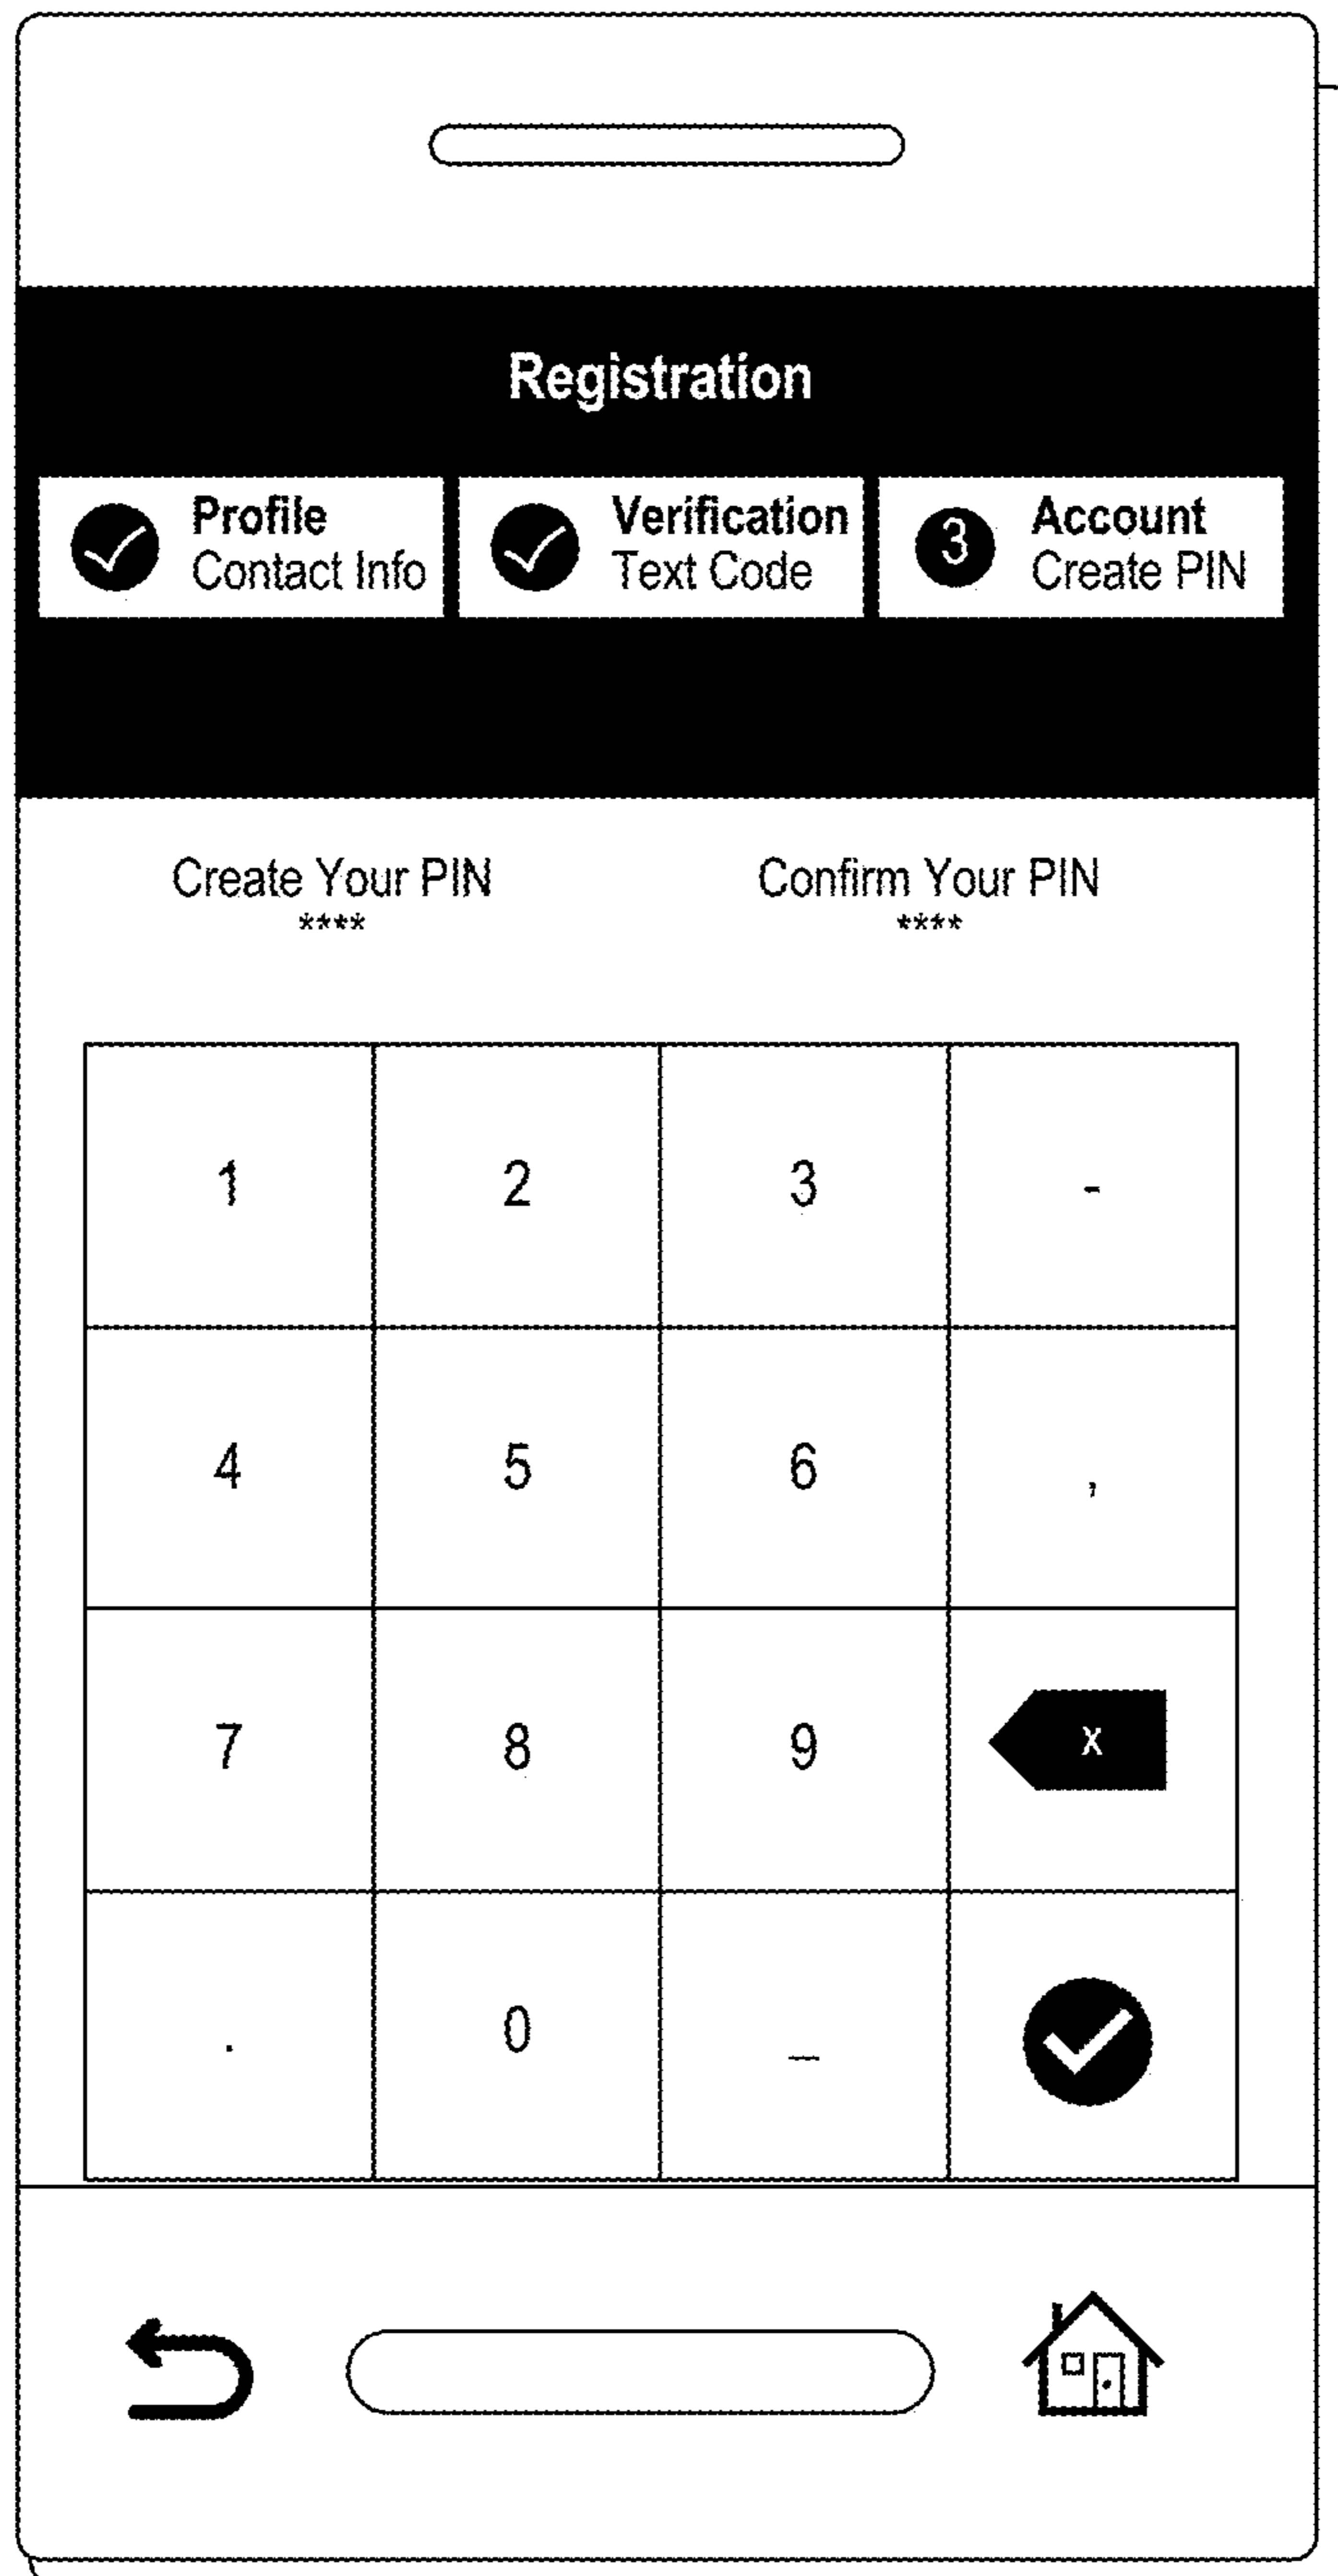 Registration
Profile
Contact Info
Verification
Text Code
3
Account
Create PIN
Create Your PIN
****
Confirm Your PIN
****
1 2 3 -
4 5 6 ,
7 8 9 x
. 0 _